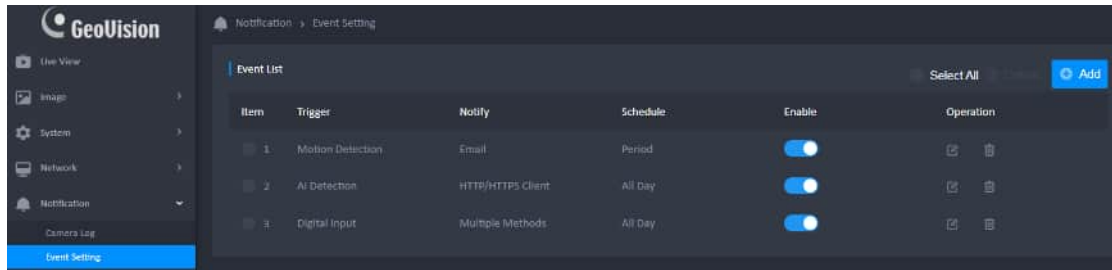 GeoVision
Notification > Event Setting
Live View
Image
System
Network
Notification
Camera Log
Event Setting
Event List
Select All
Add
Item Trigger Notify Schedule Enable Operation
1 Motion Detection Email Period
2 AI Detection HTTP/HTTPS Client All Day
3 Digital Input Multiple Methods All Day